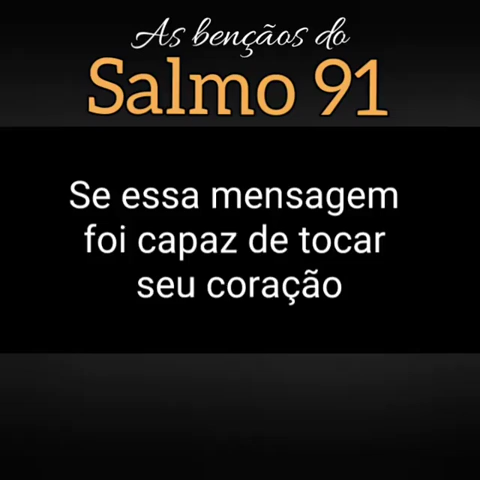 As bençãos do
Salmo 91
Se essa mensagem
foi capaz de tocar
seu coração